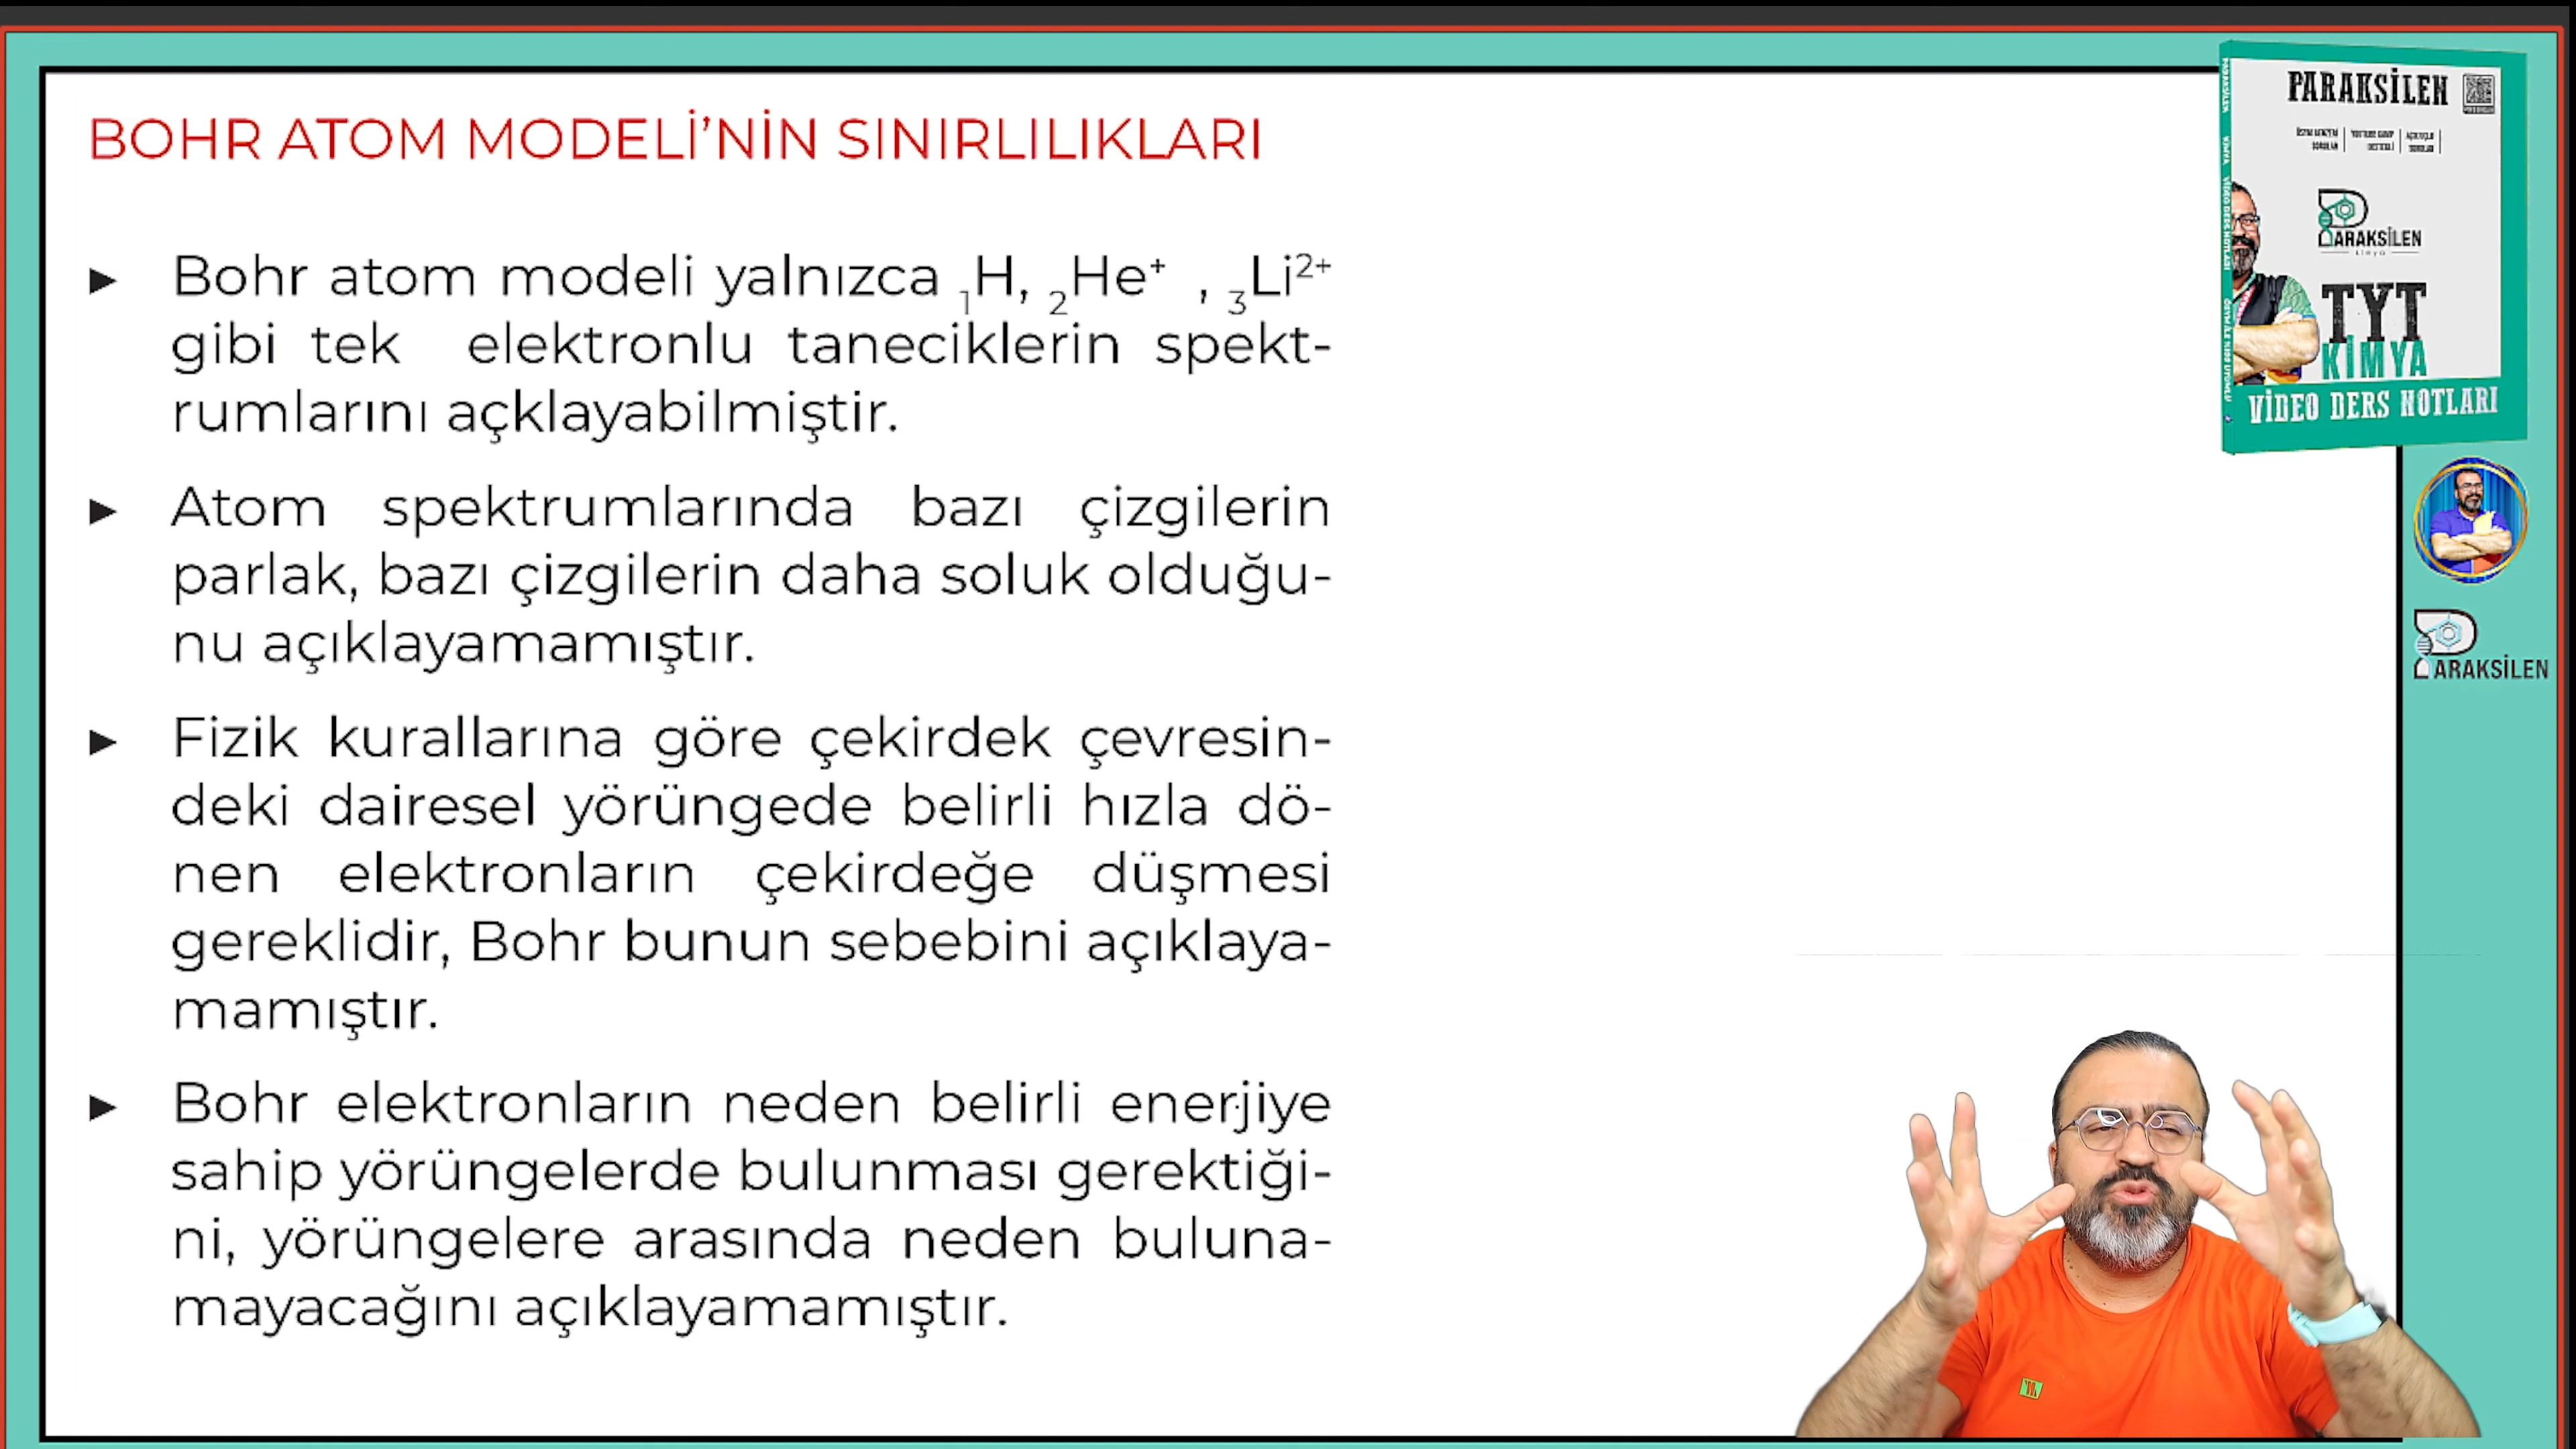 BOHR ATOM MODELİ’NİN SINIRLILIKLARI
► Bohr atom modeli yalnızca ₁H, ₂He⁺ , ₃Li²⁺
gibi tek elektronlu taneciklerin spekt-
rumlarını açklayabilmiştir.
► Atom spektrumlarında bazı çizgilerin
parlak, bazı çizgilerin daha soluk olduğu-
nu açıklayamamıştır.
► Fizik kurallarına göre çekirdek çevresin-
deki dairesel yörüngede belirli hızla dö-
nen elektronların çekirdeğe düşmesi
gereklidir, Bohr bunun sebebini açıklaya-
mamıştır.
► Bohr elektronların neden belirli enerjiye
sahip yörüngelerde bulunması gerektiği-
ni, yörüngelere arasında neden buluna-
mayacağını açıklayamamıştır.
PARAKSİLEN
PARAKSİLEN
kimya
TYT
KİMYA
VİDEO DERS NOTLARI
PARAKSİLEN